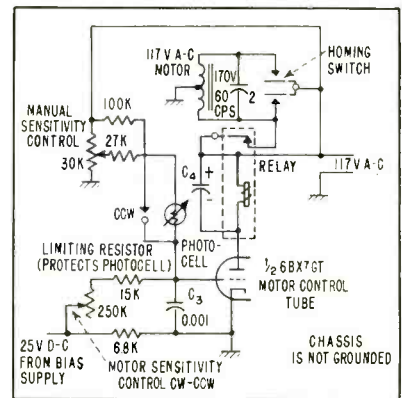 117 V A-C
MOTOR
HOMING
SWITCH
170V
60
CPS
2
100K
MANUAL
SENSITIVITY
CONTROL
27K
30K
C4
+
-
RELAY
117V A-C
CCW
PHOTO-
CELL
LIMITING RESISTOR
(PROTECTS PHOTOCELL)
1/2 6BX7GT
MOTOR CONTROL
TUBE
15K
C3
0.001
250K
25V D-C
FROM BIAS
SUPPLY
6.8K
MOTOR SENSITIVITY
CONTROL CW-CCW
CHASSIS
IS NOT GROUNDED